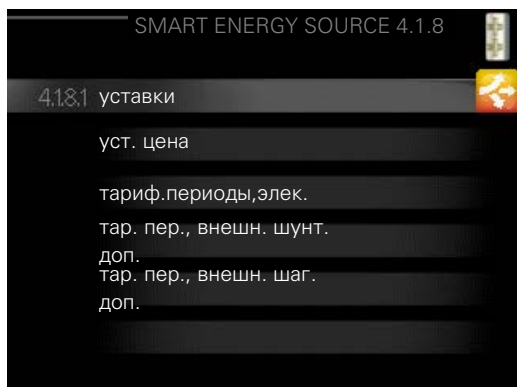 SMART ENERGY SOURCE 4.1.8
4.1.8.1 уставки
уст. цена
тариф.периоды,элек.
тар. пер., внешн. шунт.
доп.
тар. пер., внешн. шаг.
доп.